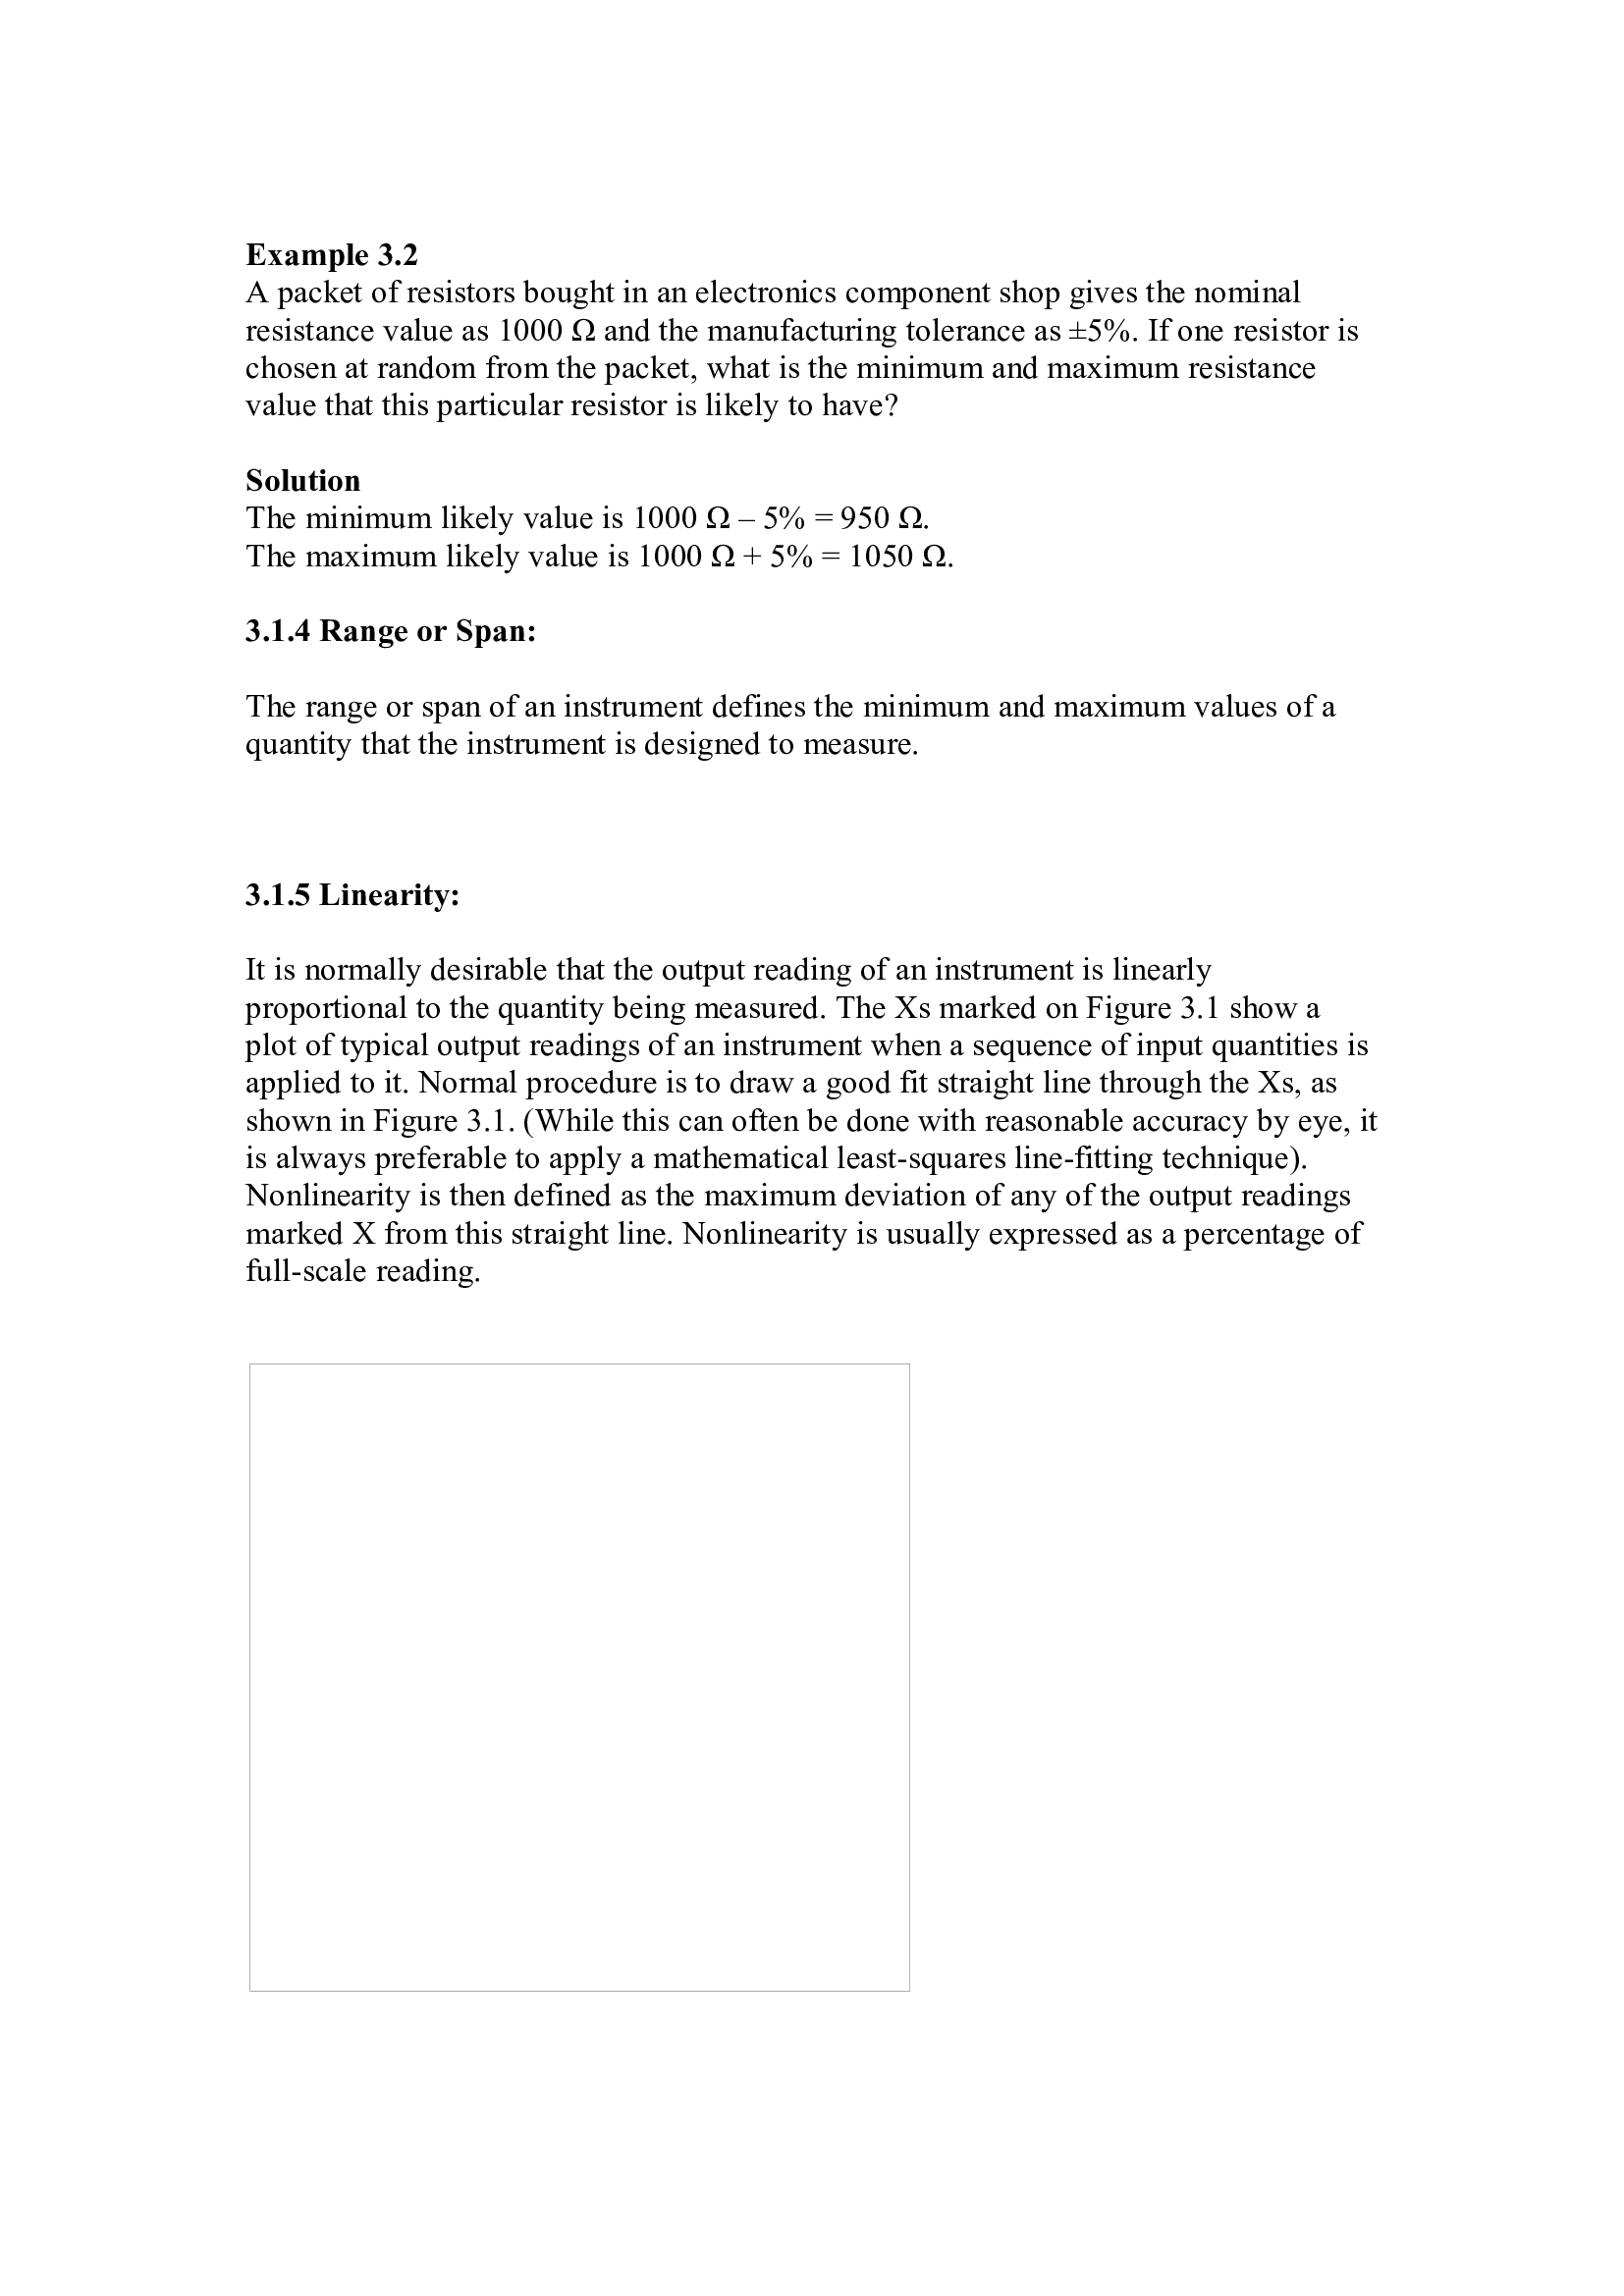 Example 3.2
A packet of resistors bought in an electronics component shop gives the nominal
resistance value as 1000 Ω and the manufacturing tolerance as ±5%. If one resistor is
chosen at random from the packet, what is the minimum and maximum resistance
value that this particular resistor is likely to have?
Solution
The minimum likely value is 1000 Ω – 5% = 950 Ω.
The maximum likely value is 1000 Ω + 5% = 1050 Ω.
3.1.4 Range or Span:
The range or span of an instrument defines the minimum and maximum values of a
quantity that the instrument is designed to measure.
3.1.5 Linearity:
It is normally desirable that the output reading of an instrument is linearly
proportional to the quantity being measured. The Xs marked on Figure 3.1 show a
plot of typical output readings of an instrument when a sequence of input quantities is
applied to it. Normal procedure is to draw a good fit straight line through the Xs, as
shown in Figure 3.1. (While this can often be done with reasonable accuracy by eye, it
is always preferable to apply a mathematical least-squares line-fitting technique).
Nonlinearity is then defined as the maximum deviation of any of the output readings
marked X from this straight line. Nonlinearity is usually expressed as a percentage of
full-scale reading.